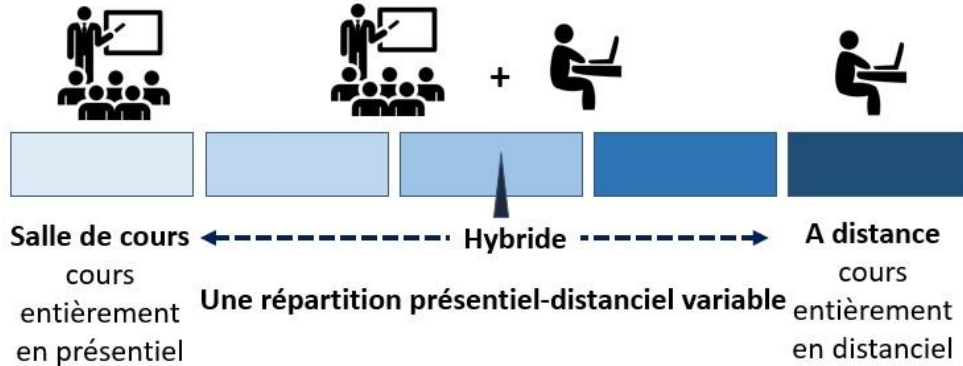 +
Salle de cours
cours
entièrement
en présentiel
Hybride
Une répartition présentiel-distanciel variable
A distance
cours
entièrement
en distanciel